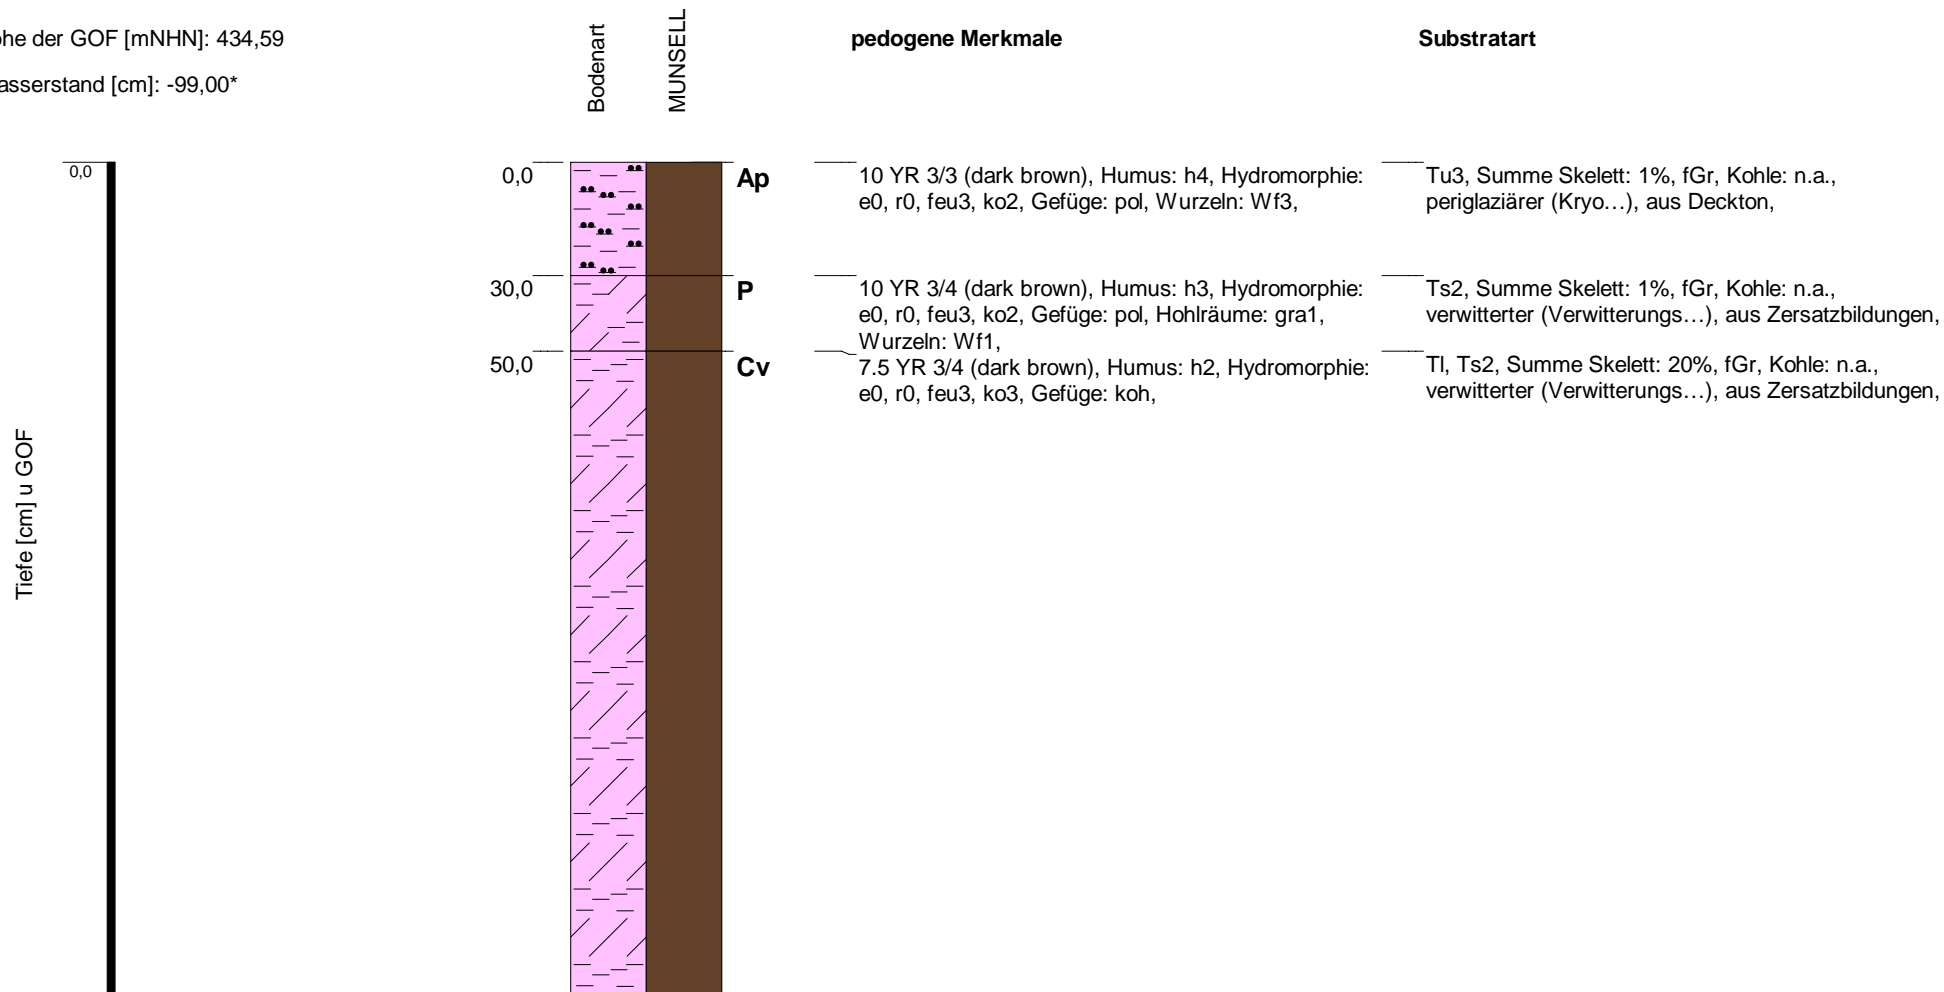 ohe der GOF [mNHN]: 434,59
asserstand [cm]: -99,00*
Bodenart
MUNSELL
pedogene Merkmale
Substratart
Tiefe [cm] u GOF
0,0
0,0
Ap
10 YR 3/3 (dark brown), Humus: h4, Hydromorphie:
e0, r0, feu3, ko2, Gefüge: pol, Wurzeln: Wf3,
Tu3, Summe Skelett: 1%, fGr, Kohle: n.a.,
periglaziärer (Kryo…), aus Deckton,
30,0
P
10 YR 3/4 (dark brown), Humus: h3, Hydromorphie:
e0, r0, feu3, ko2, Gefüge: pol, Hohlräume: gra1,
Wurzeln: Wf1,
Ts2, Summe Skelett: 1%, fGr, Kohle: n.a.,
verwitterter (Verwitterungs…), aus Zersatzbildungen,
50,0
Cv
7.5 YR 3/4 (dark brown), Humus: h2, Hydromorphie:
e0, r0, feu3, ko3, Gefüge: koh,
Tl, Ts2, Summe Skelett: 20%, fGr, Kohle: n.a.,
verwitterter (Verwitterungs…), aus Zersatzbildungen,